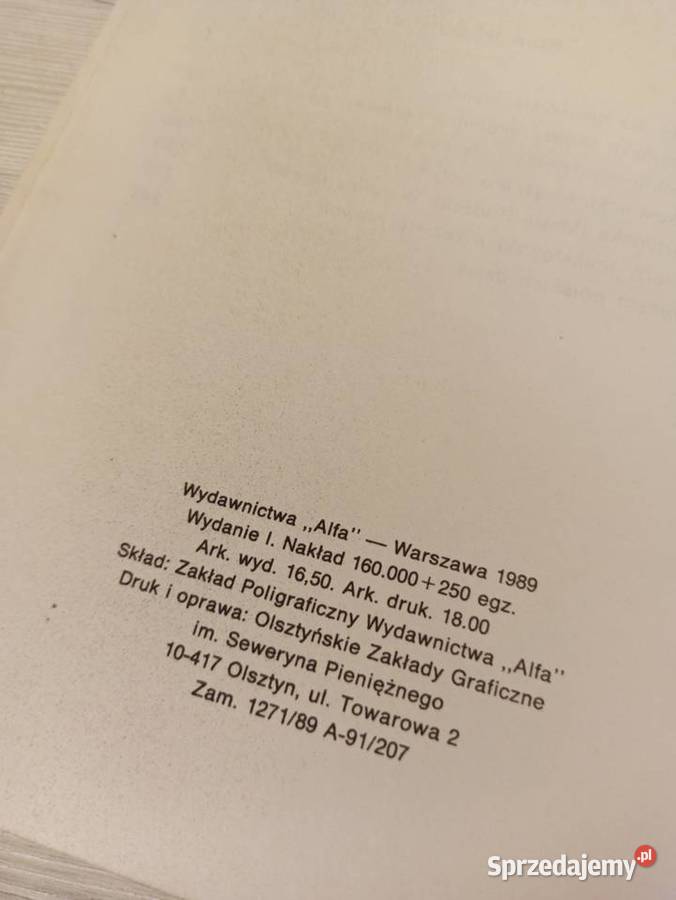 Wydawnictwa ,,Alfa'' — Warszawa 1989
Wydanie I. Nakład 160.000 + 250 egz.
Ark. wyd. 16,50. Ark. druk. 18.00
Skład: Zakład Poligraficzny Wydawnictwa ,,Alfa''
Druk i oprawa: Olsztyńskie Zakłady Graficzne
im. Seweryna Pieniężnego
10-417 Olsztyn, ul. Towarowa 2
Zam. 1271/89 A-91/207
Sprzedajemy.pl